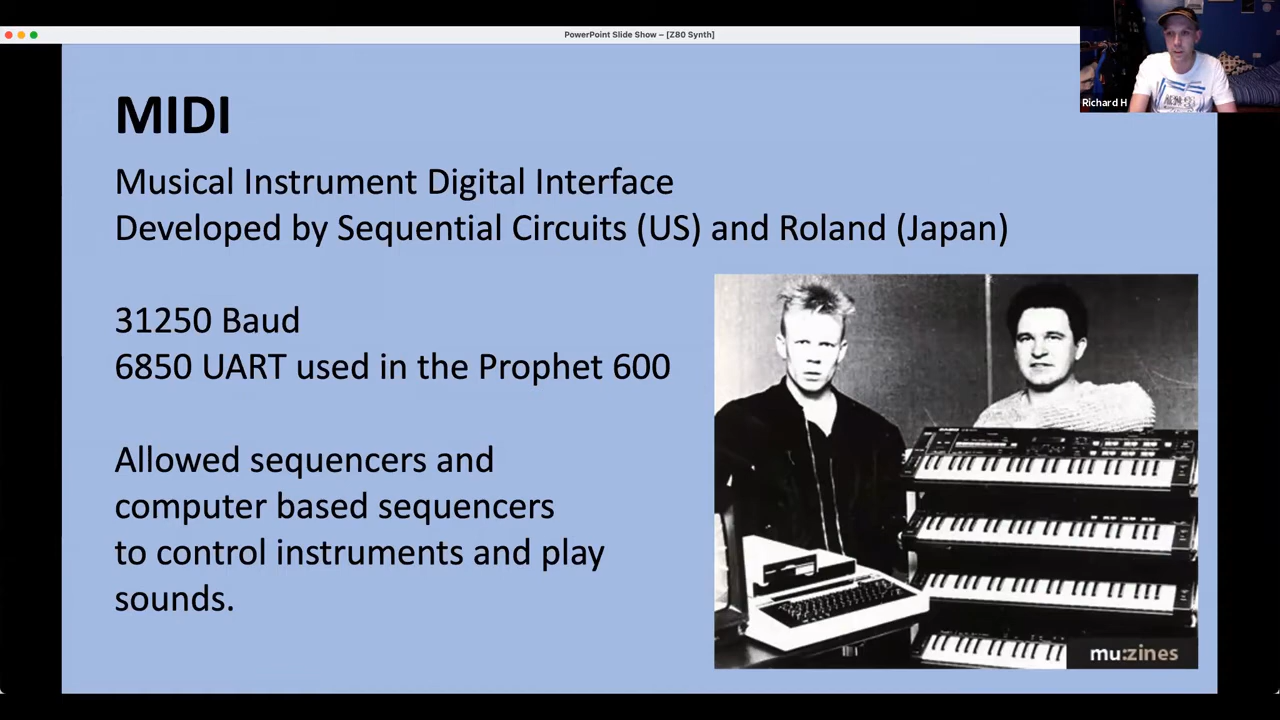 PowerPoint Slide Show – [Z80 Synth]
Richard H
MIDI
Musical Instrument Digital Interface
Developed by Sequential Circuits (US) and Roland (Japan)
31250 Baud
6850 UART used in the Prophet 600
Allowed sequencers and
computer based sequencers
to control instruments and play
sounds.
mu:zines